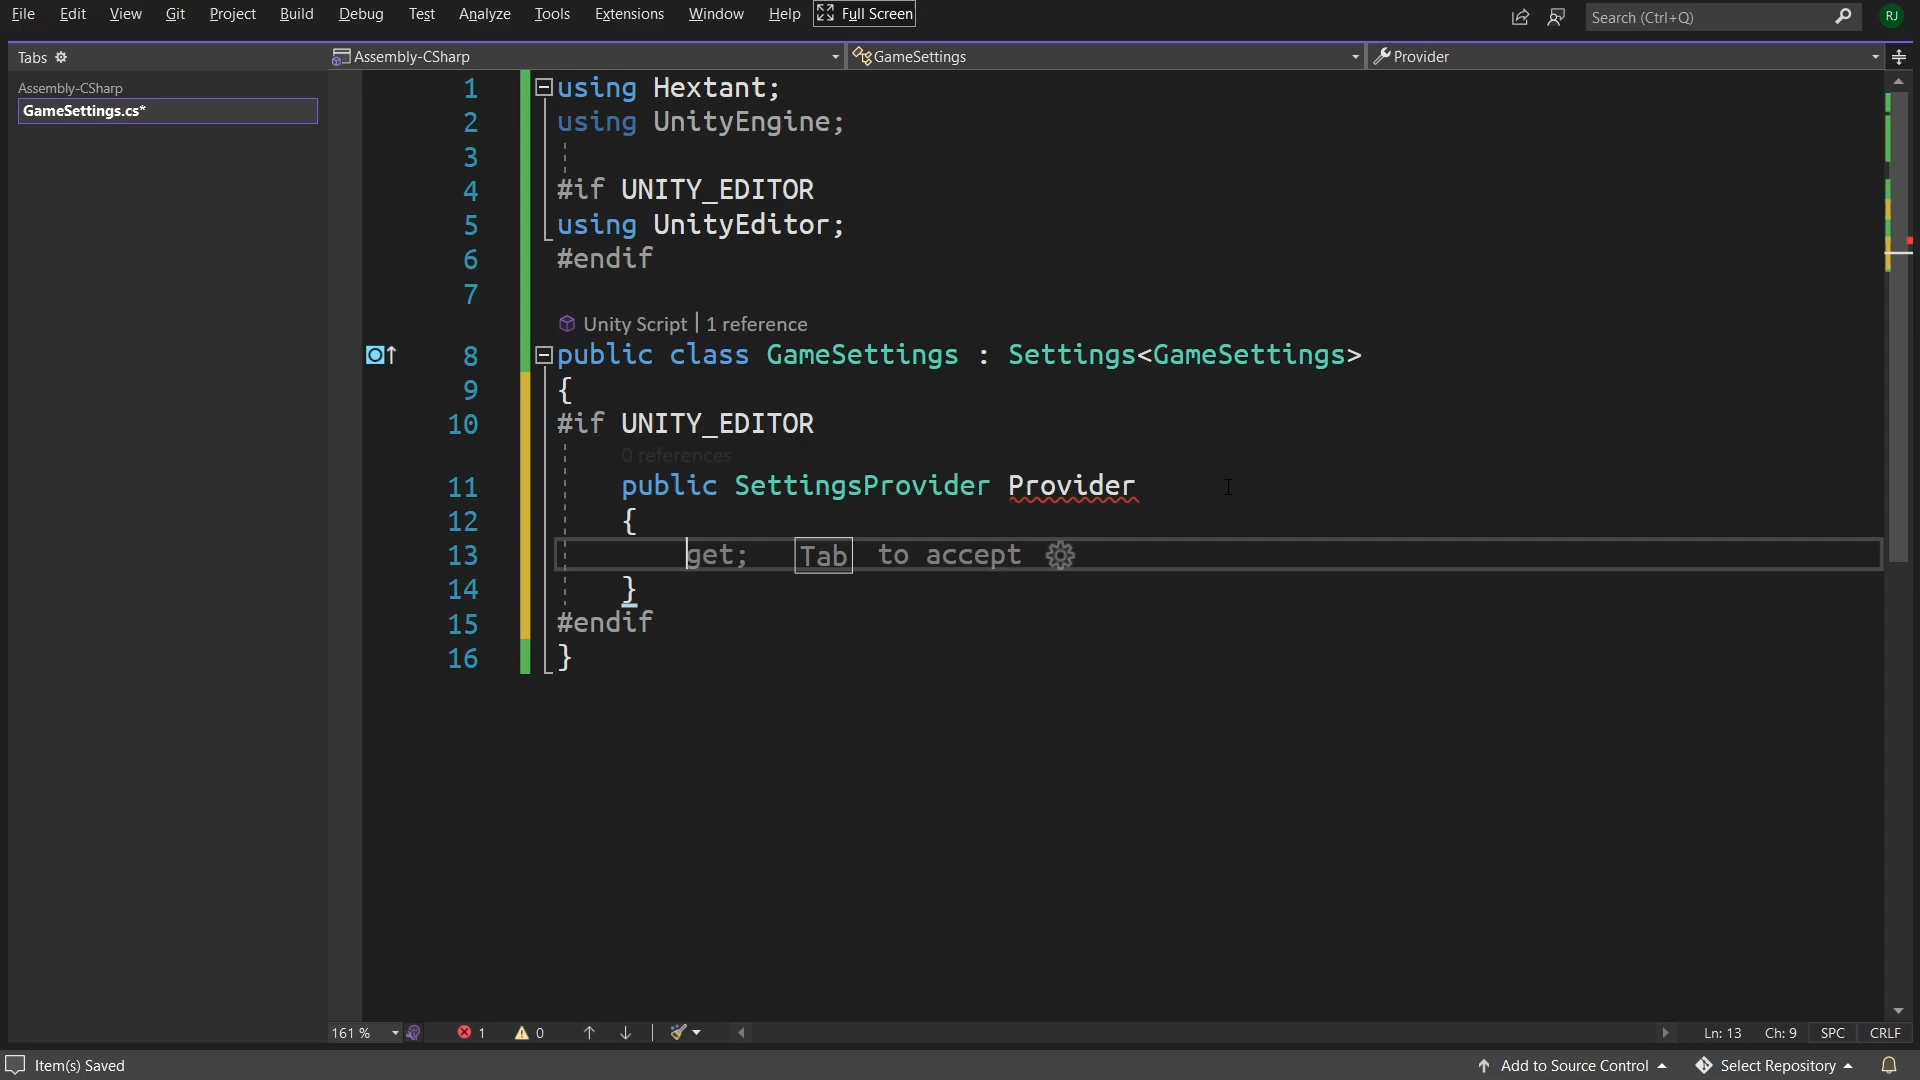 File Edit View Git Project Build Debug Test Analyze Tools Extensions Window Help Full Screen Search (Ctrl+Q) RJ
Tabs
Assembly-CSharp GameSettings Provider
Assembly-CSharp
GameSettings.cs*
1 using Hextant;
2 using UnityEngine;
3
4 #if UNITY_EDITOR
5 using UnityEditor;
6 #endif
7
Unity Script | 1 reference
8 public class GameSettings : Settings<GameSettings>
9 {
10 #if UNITY_EDITOR
0 references
11 public SettingsProvider Provider
12 {
13 get; Tab to accept
14 }
15 #endif
16 }
161 % 1 0 Ln: 13 Ch: 9 SPC CRLF
Item(s) Saved Add to Source Control Select Repository